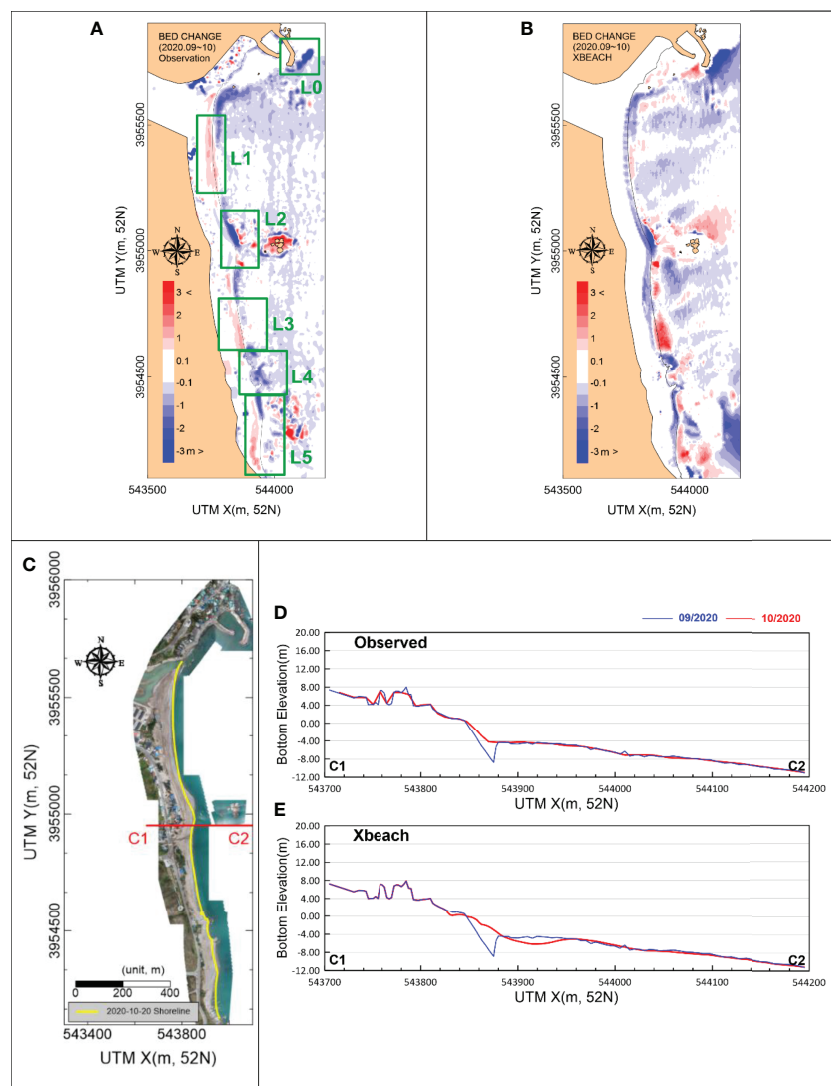 A
BED CHANGE
(2020.09~10)
Observation
L0
L1
L2
L3
L4
L5
N
W E
S
3 <
2
1
0.1
-0.1
-1
-2
-3 m >
3955500
3955000
3954500
UTM Y(m, 52N)
543500
544000
UTM X(m, 52N)
B
BED CHANGE
(2020.09~10)
XBEACH
N
W E
S
3 <
2
1
0.1
-0.1
-1
-2
-3 m >
3955500
3955000
3954500
UTM Y(m, 52N)
543500
544000
UTM X(m, 52N)
C
N
W E
S
3956000
3955500
3955000
3954500
UTM Y(m, 52N)
C1
C2
(unit, m)
0 200 400
2020-10-20 Shoreline
543400
543800
UTM X(m, 52N)
D
09/2020
10/2020
Observed
20.00
16.00
12.00
8.00
4.00
0.00
-4.00
-8.00
-12.00
Bottom Elevation(m)
C1
C2
543700 543800 543900 544000 544100 544200
UTM X(m, 52N)
E
Xbeach
20.00
16.00
12.00
8.00
4.00
0.00
-4.00
-8.00
-12.00
Bottom Elevation(m)
C1
C2
543700 543800 543900 544000 544100 544200
UTM X(m, 52N)